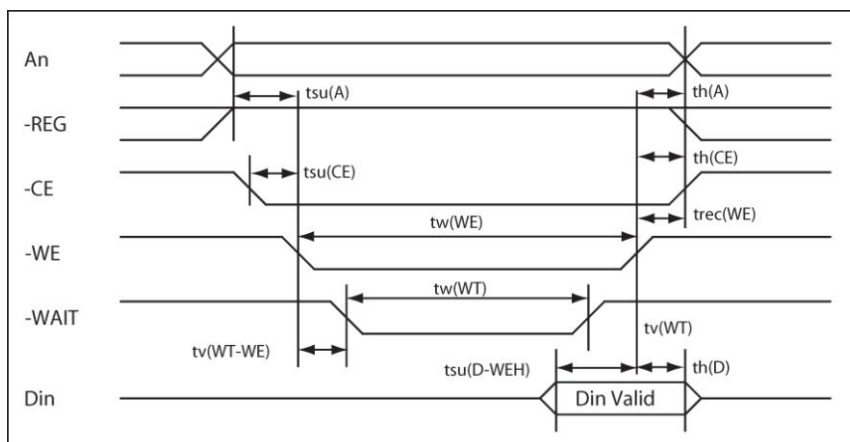 An
tsu(A)
th(A)
-REG
tsu(CE)
th(CE)
-CE
tw(WE)
trec(WE)
-WE
tw(WT)
-WAIT
tv(WT-WE)
tv(WT)
tsu(D-WEH)
th(D)
Din
Din Valid